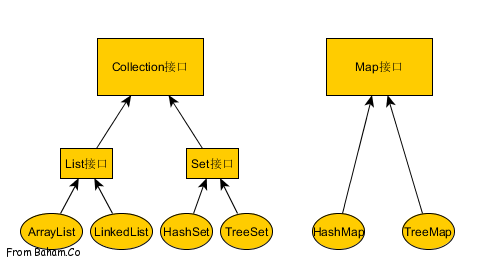 Collection接口
Map接口
List接口
Set接口
ArrayList
LinkedList
HashSet
TreeSet
HashMap
TreeMap
From Baham.Co